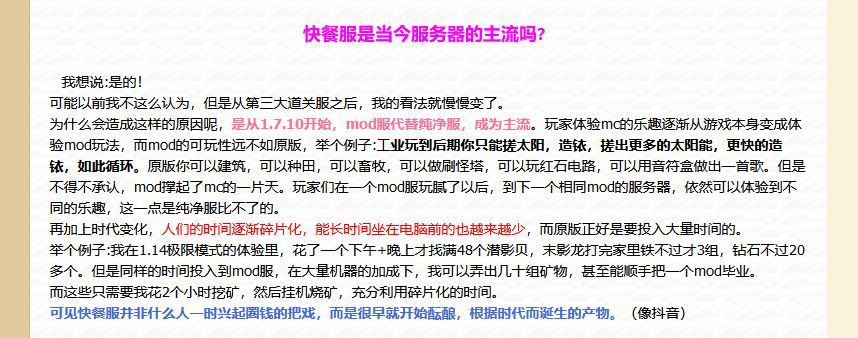 快餐服是当今服务器的主流吗?
我想说:是的!
可能以前我不这么认为，但是从第三大道关服之后，我的看法就慢慢变了。
为什么会造成这样的原因呢，是从1.7.10开始，mod服代替纯净服，成为主流。玩家体验mc的乐趣逐渐从游戏本身变成体
验mod玩法，而mod的可玩性远不如原版，举个例子:工业玩到后期你只能搓太阳，造铱，搓出更多的太阳能，更快的造
铱，如此循环。原版你可以建筑，可以种田，可以畜牧，可以做刷怪塔，可以玩红石电路，可以用音符盒做出一首歌。但是
不得不承认，mod撑起了mc的一片天。玩家们在一个mod服玩腻了以后，到下一个相同mod的服务器，依然可以体验到不
同的乐趣，这一点是纯净服比不了的。
再加上时代变化，人们的时间逐渐碎片化，能长时间坐在电脑前的也越来越少，而原版正好是要投入大量时间的。
举个例子:我在1.14极限模式的体验里，花了一个下午+晚上才找满48个潜影贝，末影龙打完家里铁不过才3组，钻石不过20
多个。但是同样的时间投入到mod服，在大量机器的加成下，我可以弄出几十组矿物，甚至能顺手把一个mod毕业。
而这些只需要我花2个小时挖矿，然后挂机烧矿，充分利用碎片化的时间。
可见快餐服并非什么人一时兴起圈钱的把戏，而是很早就开始酝酿，根据时代而诞生的产物。（像抖音）